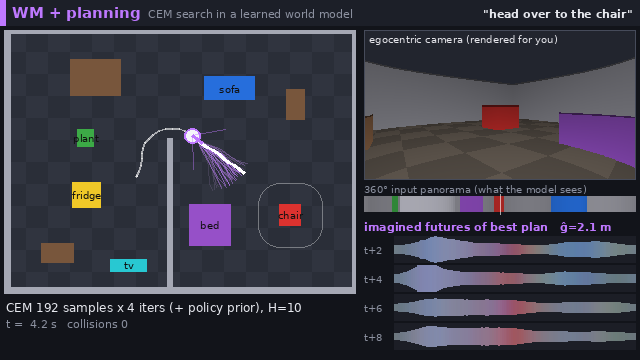 WM + planning CEM search in a learned world model "head over to the chair"
egocentric camera (rendered for you)
sofa
plant
fridge
bed
chair
tv
360° input panorama (what the model sees)
imagined futures of best plan ĝ=2.1 m
t+2
t+4
t+6
t+8
CEM 192 samples x 4 iters (+ policy prior), H=10
t = 4.2 s collisions 0